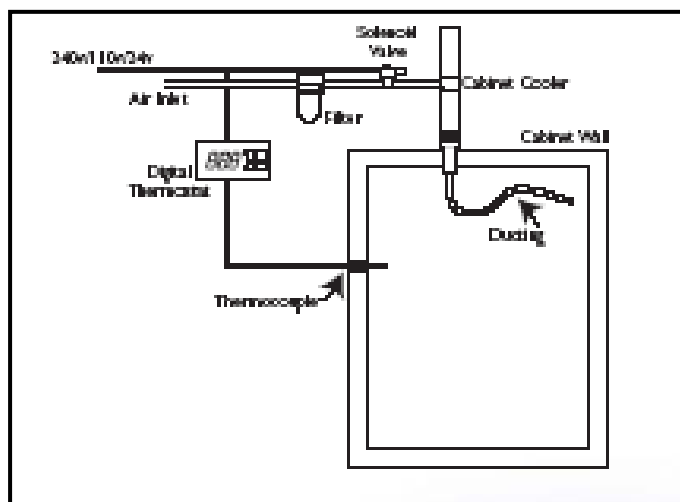 Solenoid
Valve
240v/110v/24v
Air Inlet
Cabinet Cooler
Filter
Cabinet Wall
Digital
Thermostat
Ducting
Thermocouple